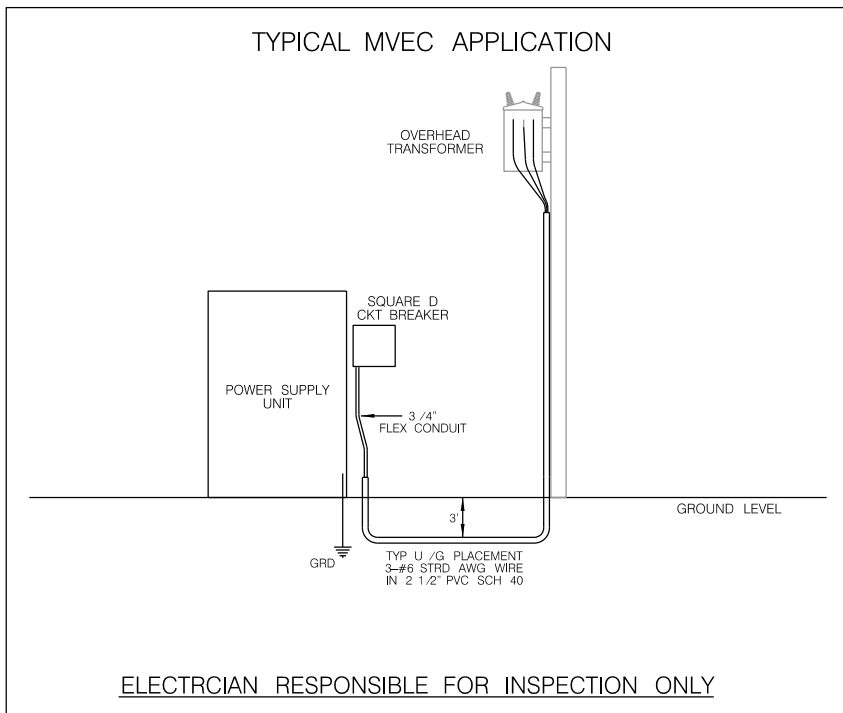 TYPICAL MVEC APPLICATION
OVERHEAD
TRANSFORMER
SQUARE D
CKT BREAKER
POWER SUPPLY
UNIT
3 /4"
FLEX CONDUIT
GROUND LEVEL
3'
GRD
TYP U /G PLACEMENT
3-#6 STRD AWG WIRE
IN 2 1/2" PVC SCH 40
ELECTRCIAN RESPONSIBLE FOR INSPECTION ONLY